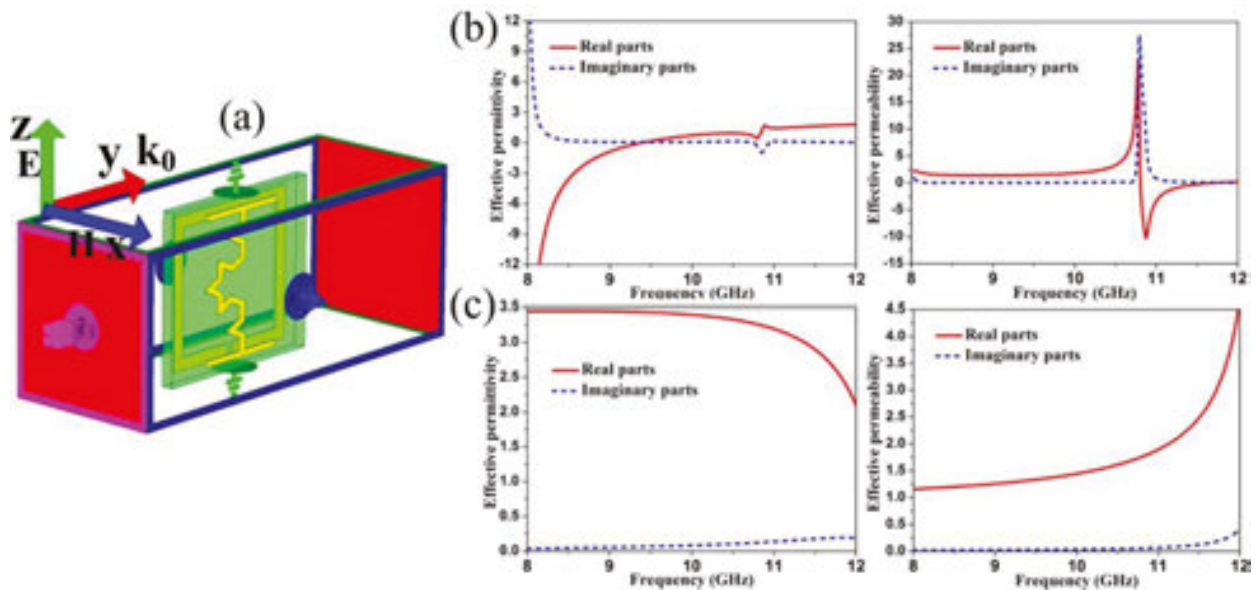 (a)
z
E
y k₀
H x
(b)
Effective permittivity
12
9
6
3
0
-3
-6
-9
-12
Real parts
Imaginary parts
8 9 10 11 12
Frequency (GHz)
Effective permeability
30
25
20
15
10
5
0
-5
-10
-15
Real parts
Imaginary parts
8 9 10 11 12
Frequency (GHz)
(c)
Effective permittivity
3.5
3.0
2.5
2.0
1.5
1.0
0.5
0.0
Real parts
Imaginary parts
8 9 10 11 12
Frequency (GHz)
Effective permeability
4.5
4.0
3.5
3.0
2.5
2.0
1.5
1.0
0.5
0.0
Real parts
Imaginary parts
8 9 10 11 125
Frequency (GHz)